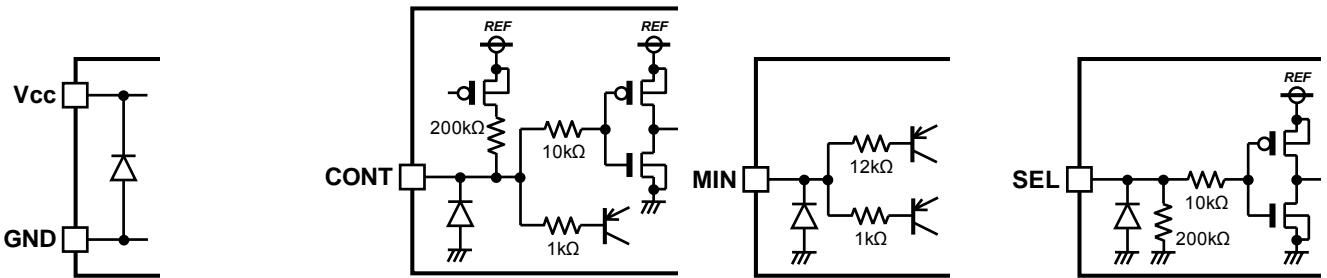 Vcc
GND
REF
REF
200kΩ
10kΩ
CONT
1kΩ
MIN
12kΩ
1kΩ
REF
SEL
10kΩ
200kΩ